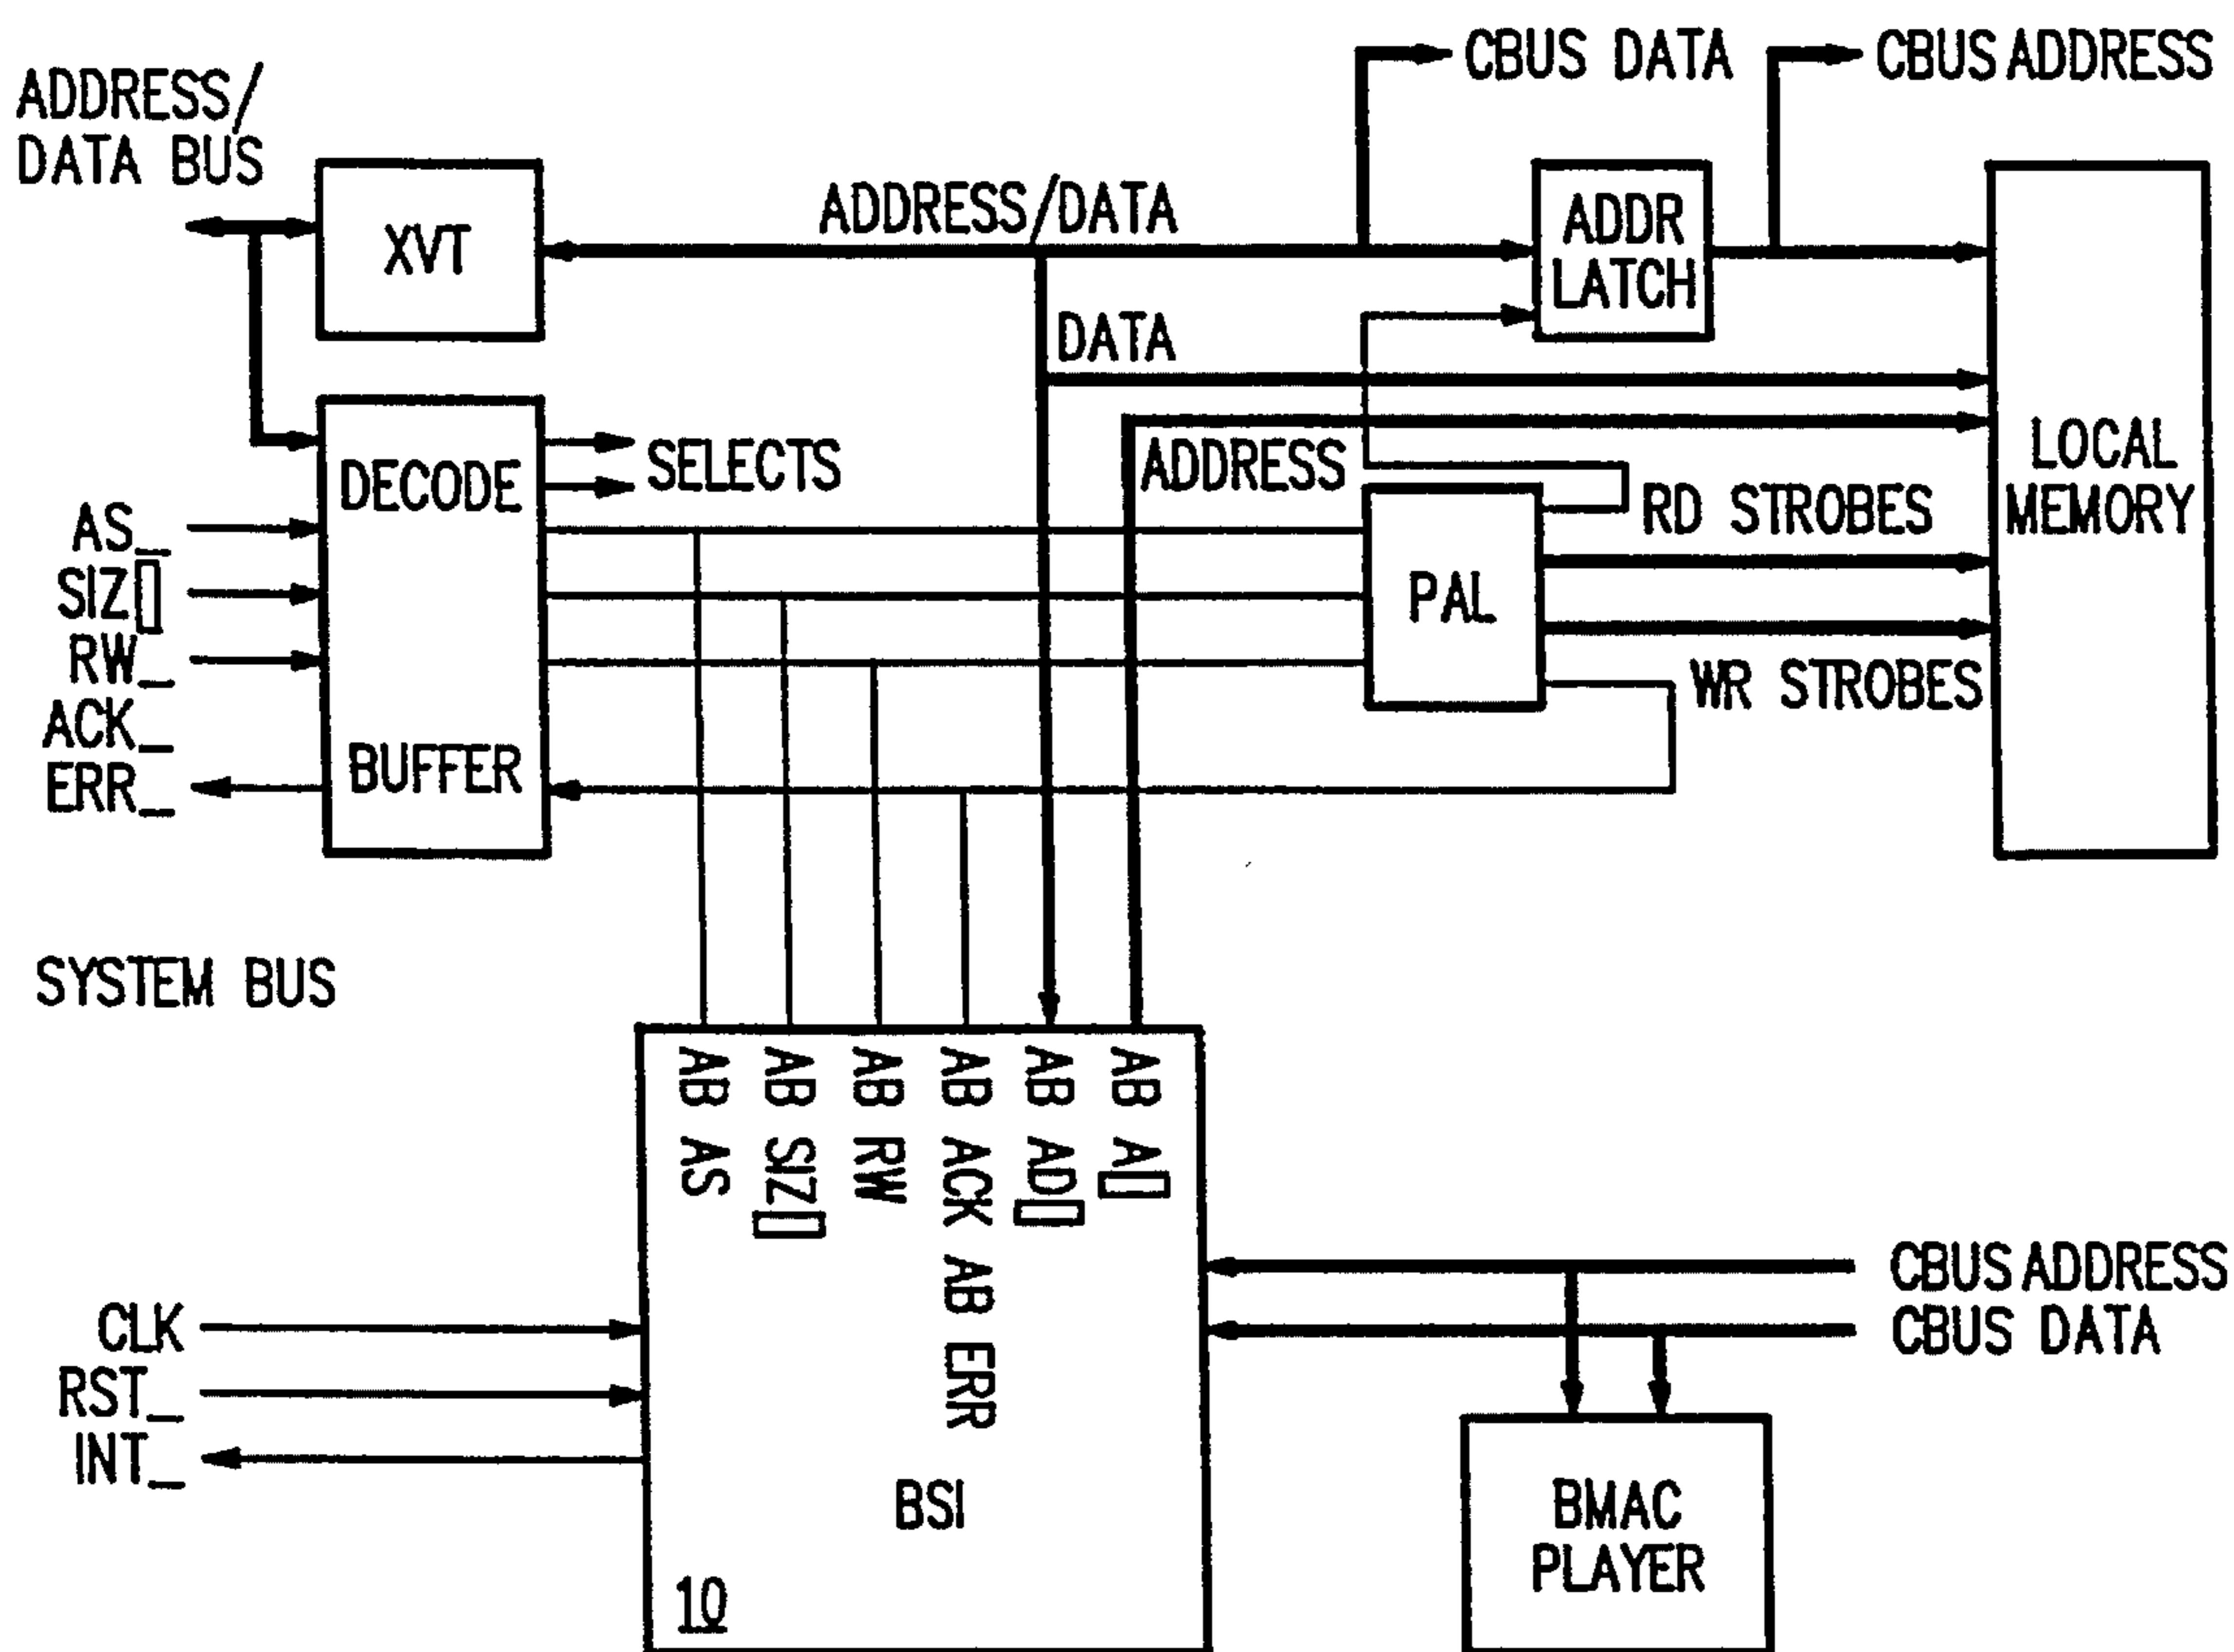 CBUS DATA
CBUS ADDRESS
ADDRESS/
DATA BUS
XVT
ADDRESS/DATA
ADDR
LATCH
DATA
DECODE
SELECTS
ADDRESS
LOCAL
MEMORY
AS_
SIZ[]
RW_
ACK_
ERR_
BUFFER
PAL
RD STROBES
WR STROBES
SYSTEM BUS
AB AS
AB SIZ[]
AB RW
AB ACK AB ERR
AB AD[]
AB A[]
CBUS ADDRESS
CBUS DATA
CLK
RST_
INT_
BSI
10
BMAC
PLAYER